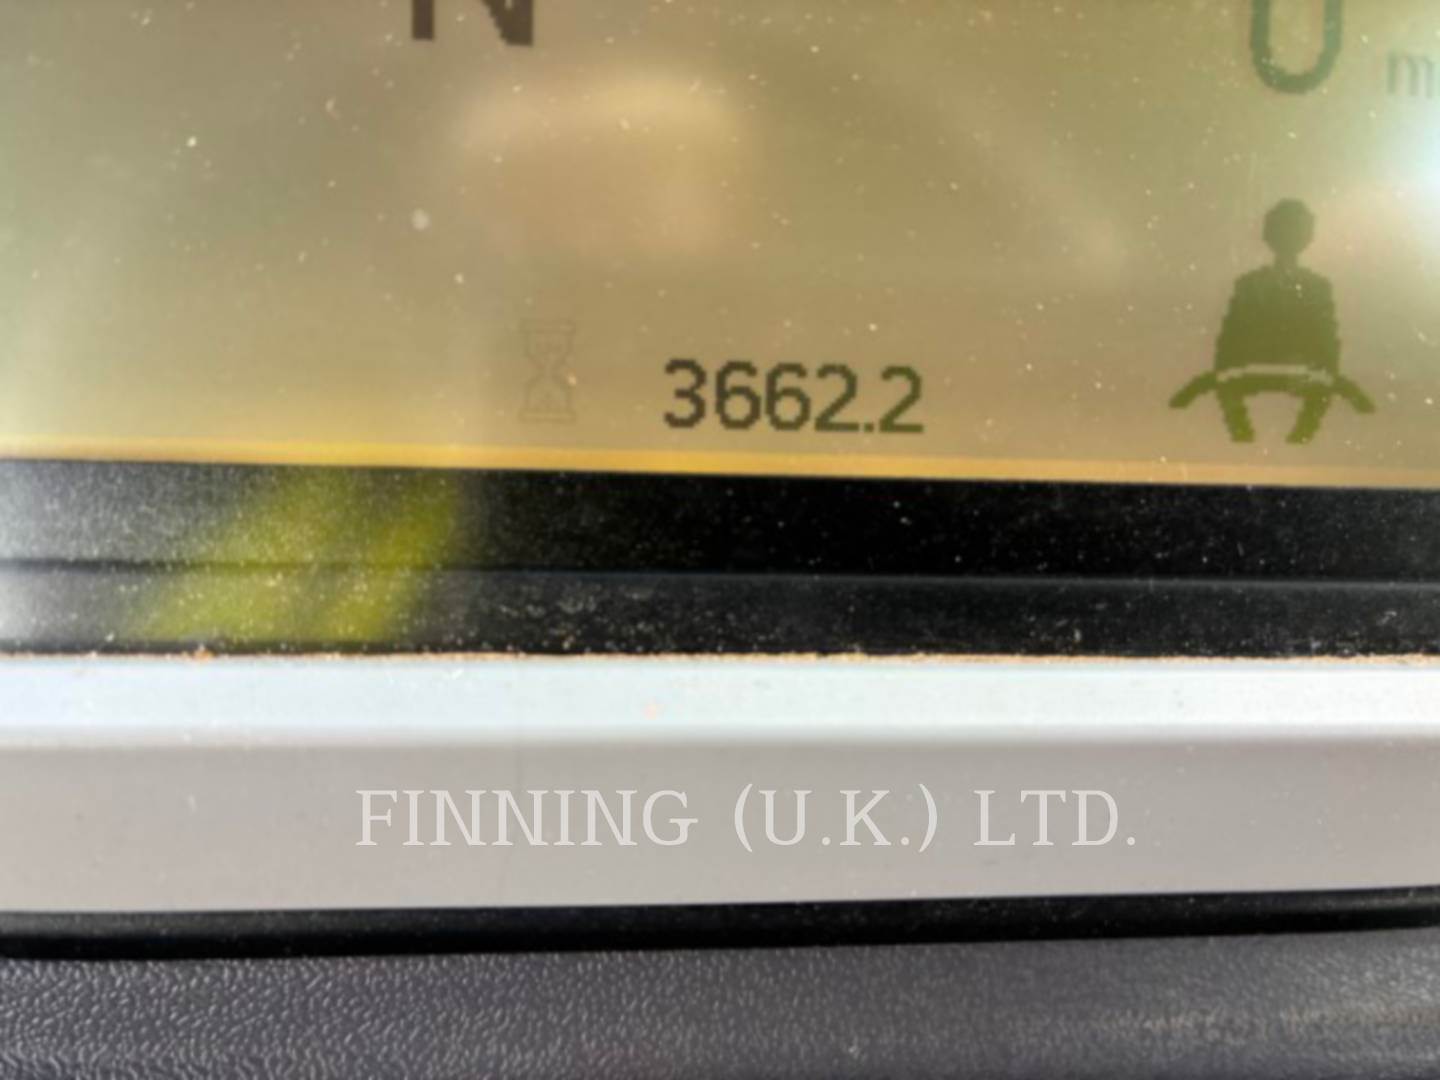 N 0
3662.2
FINNING (U.K.) LTD.